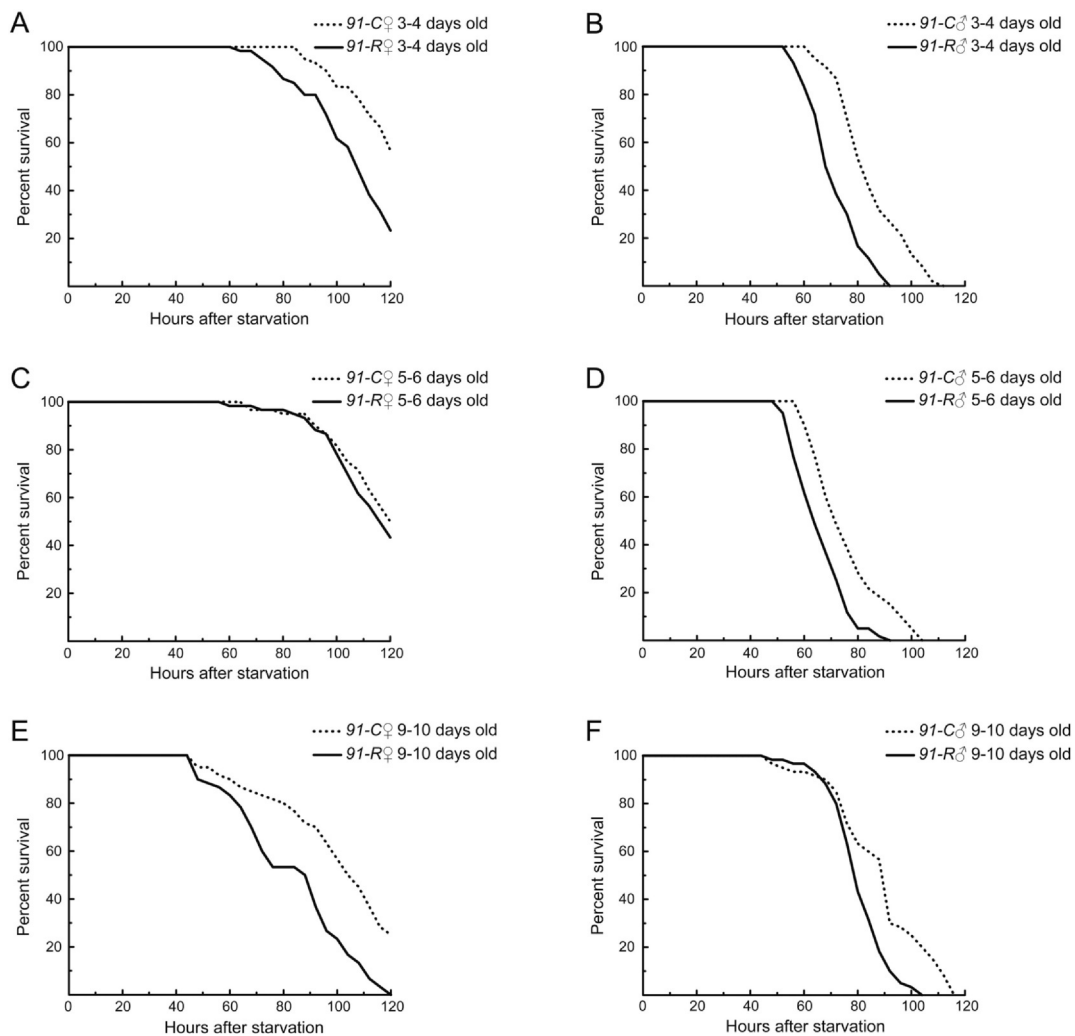 A
91-C♀ 3-4 days old
91-R♀ 3-4 days old
100
80
60
40
20
Percent survival
0 20 40 60 80 100 120
Hours after starvation
B
91-C♂ 3-4 days old
91-R♂ 3-4 days old
100
80
60
40
20
Percent survival
0 20 40 60 80 100 120
Hours after starvation
C
91-C♀ 5-6 days old
91-R♀ 5-6 days old
100
80
60
40
20
Percent survival
0 20 40 60 80 100 120
Hours after starvation
D
91-C♂ 5-6 days old
91-R♂ 5-6 days old
100
80
60
40
20
Percent survival
0 20 40 60 80 100 120
Hours after starvation
E
91-C♀ 9-10 days old
91-R♀ 9-10 days old
100
80
60
40
20
Percent survival
0 20 40 60 80 100 120
Hours after starvation
F
91-C♂ 9-10 days old
91-R♂ 9-10 days old
100
80
60
40
20
Percent survival
0 20 40 60 80 100 120
Hours after starvation